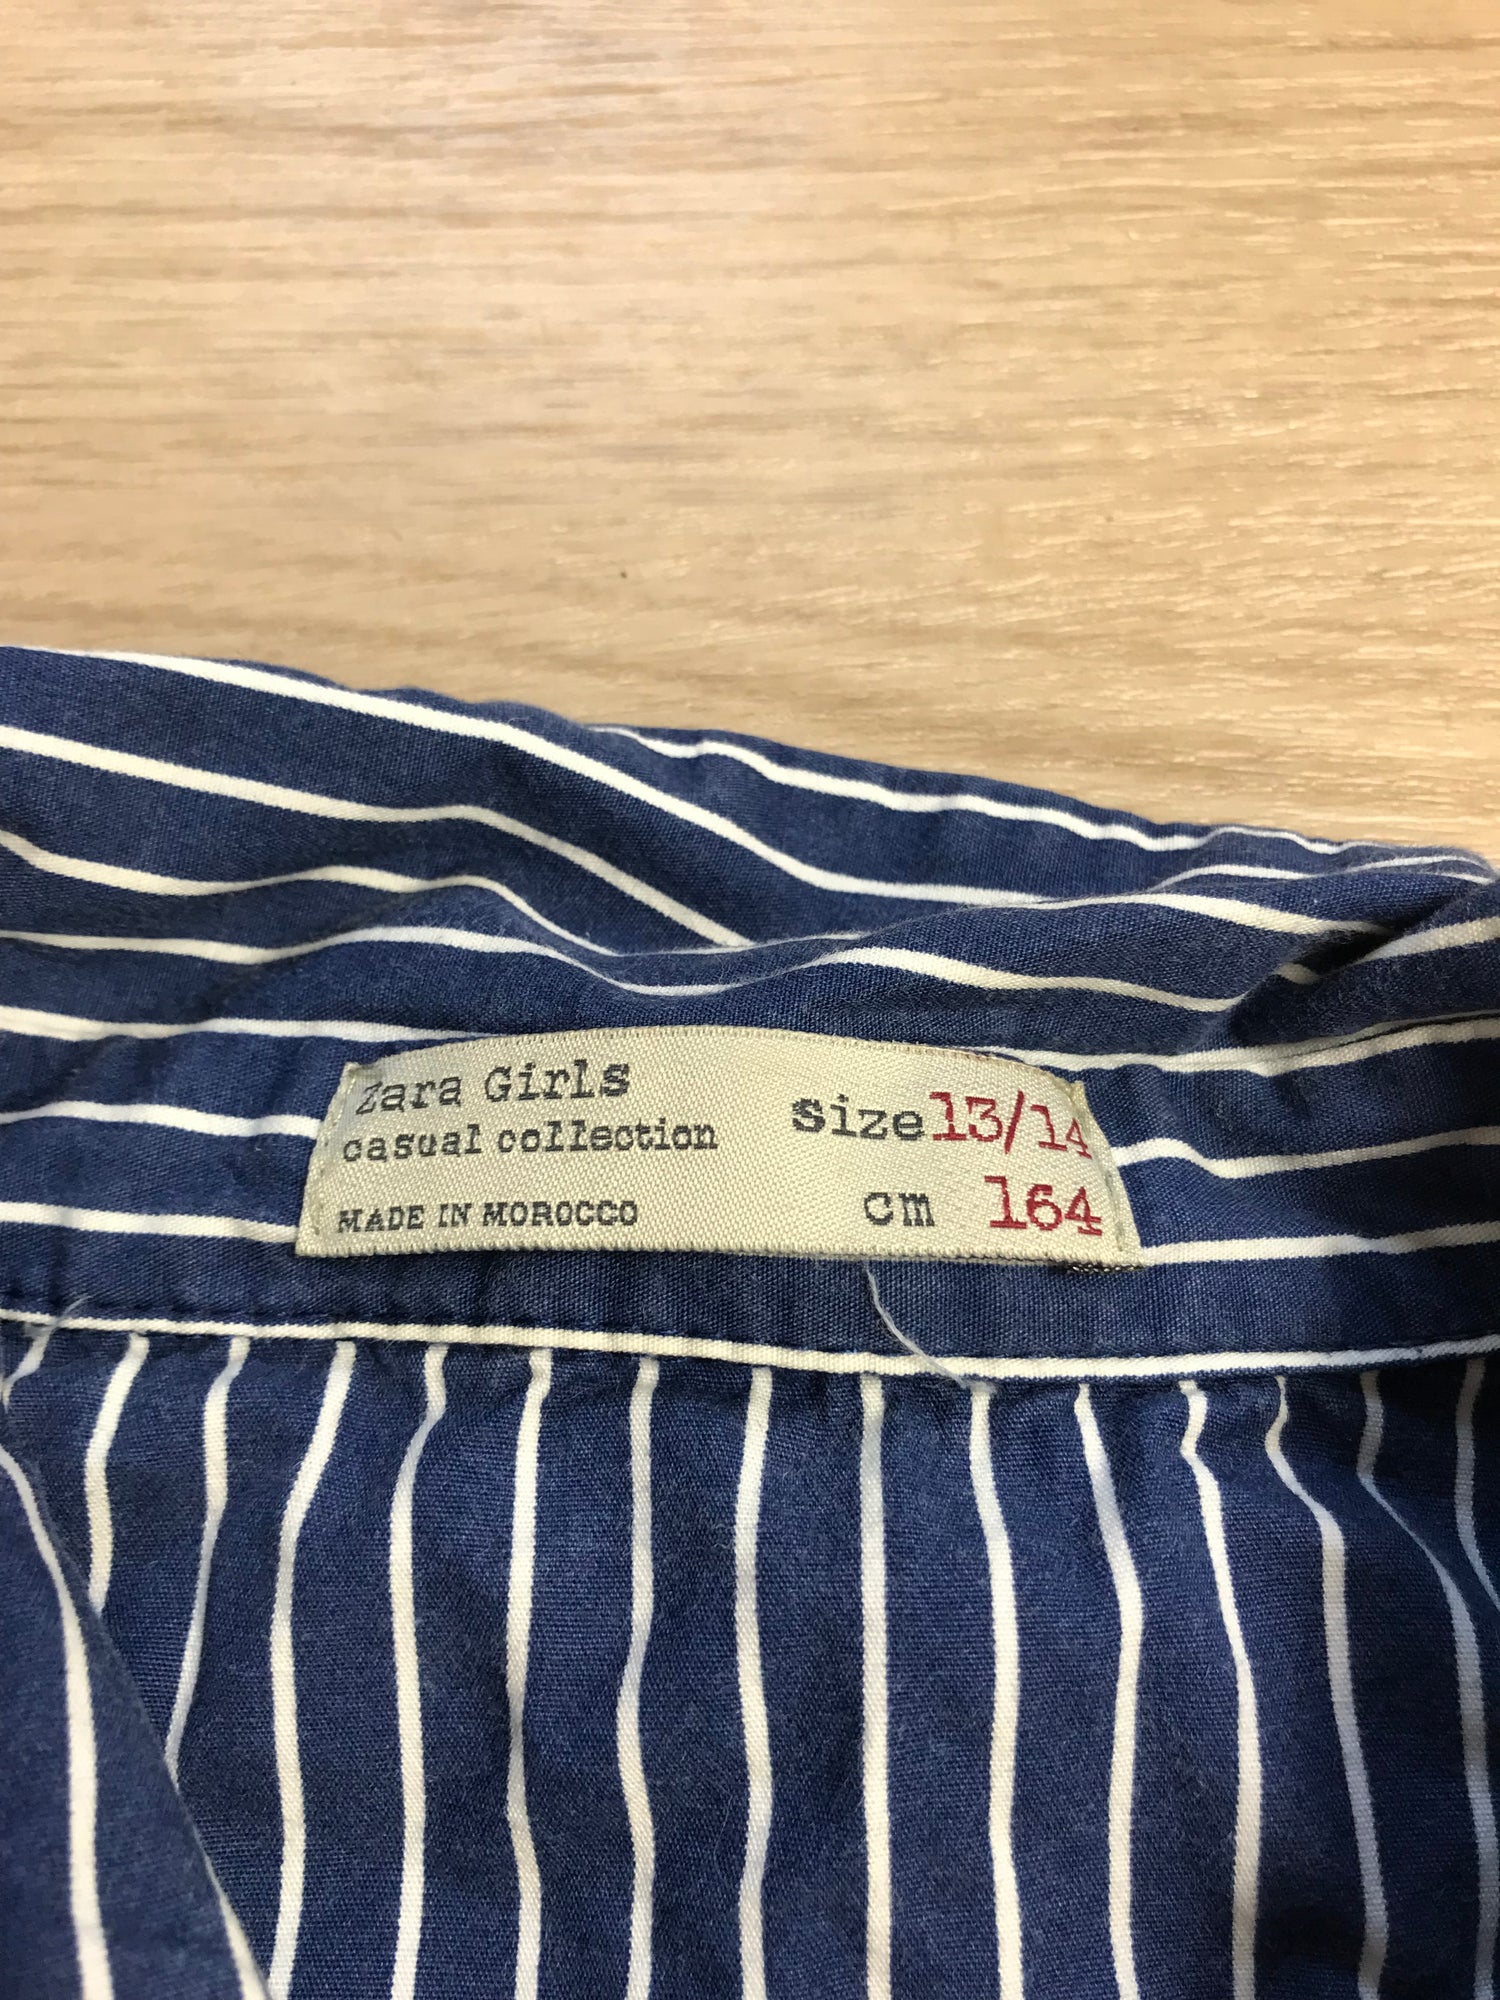 Zara Girls
casual collection
MADE IN MOROCCO
Size 13/14
cm 164